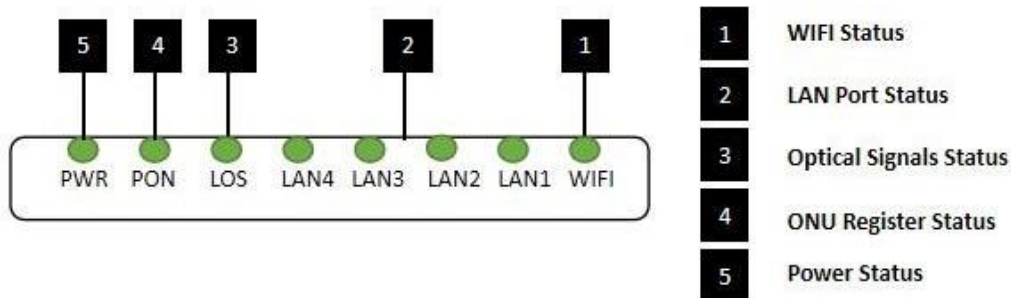 5 4 3 2 1
PWR PON LOS LAN4 LAN3 LAN2 LAN1 WIFI
1 WIFI Status
2 LAN Port Status
3 Optical Signals Status
4 ONU Register Status
5 Power Status